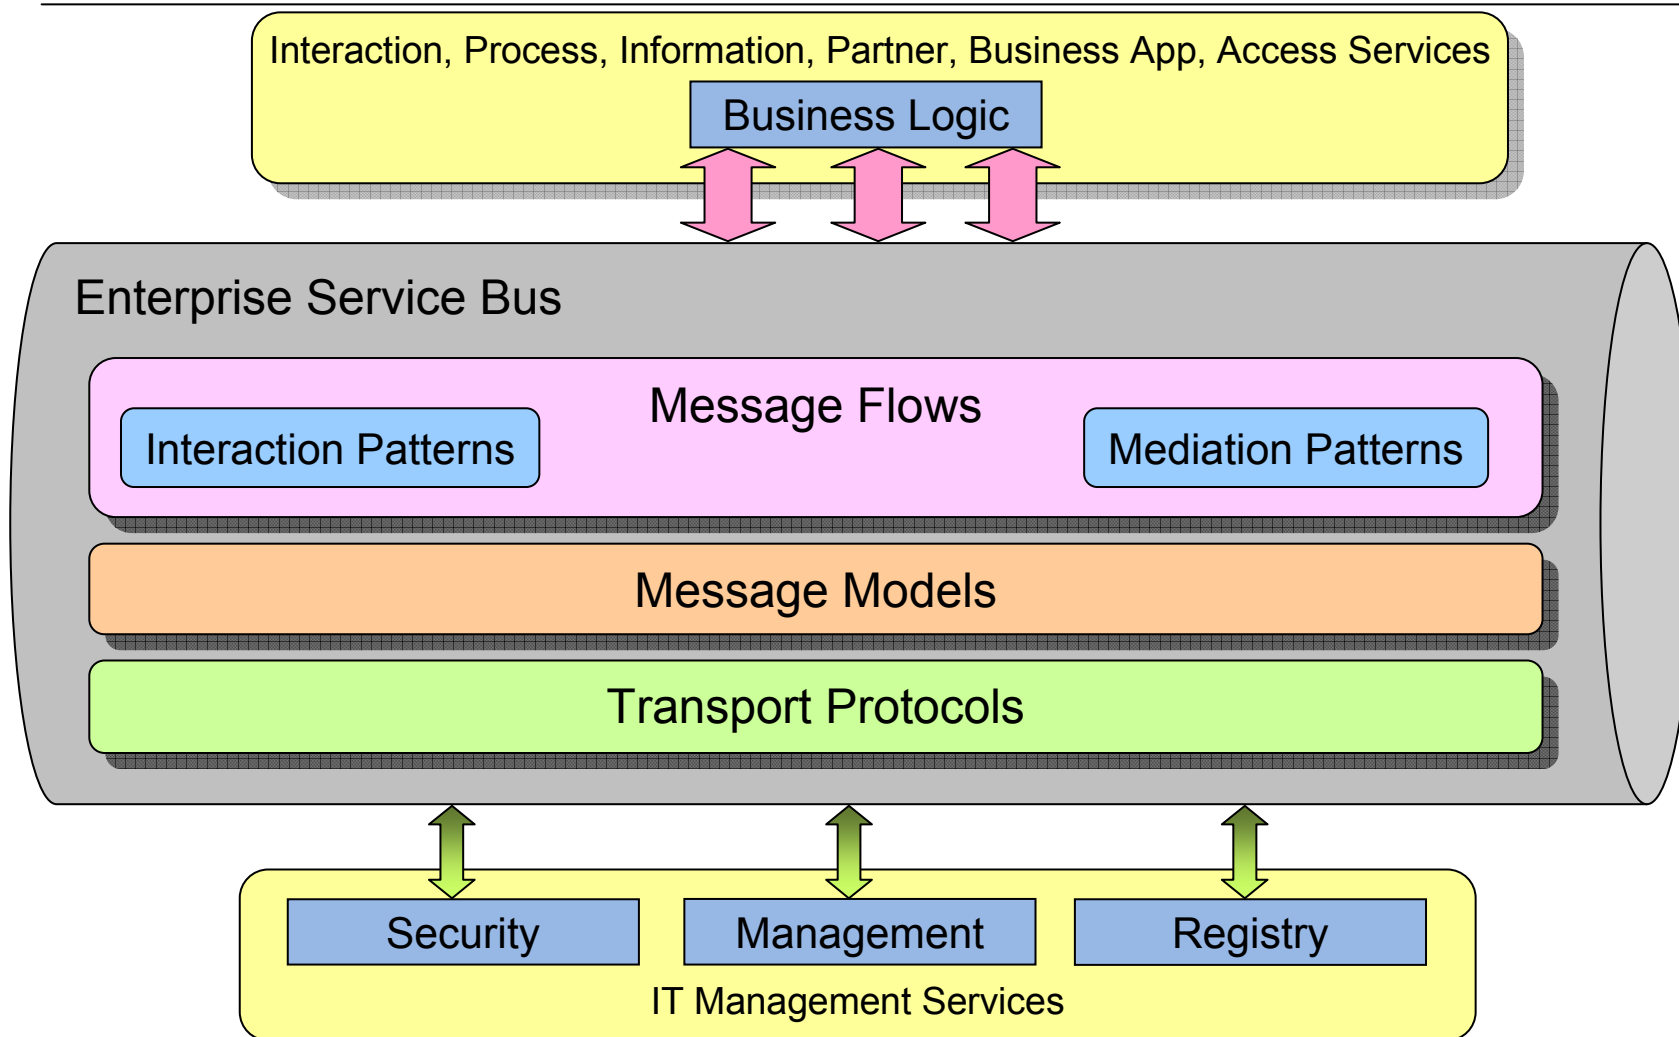 Interaction, Process, Information, Partner, Business App, Access Services
Business Logic
Enterprise Service Bus
Message Flows
Interaction Patterns
Mediation Patterns
Message Models
Transport Protocols
Security
Management
Registry
IT Management Services